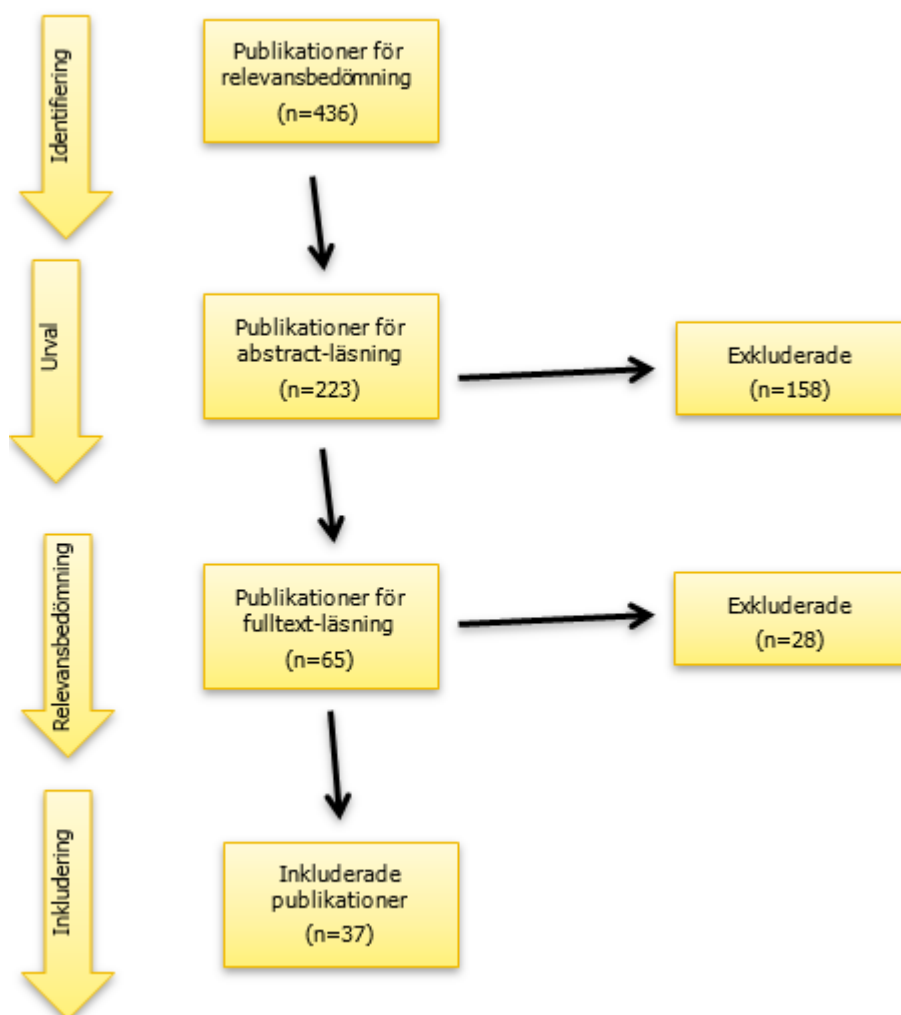 Identifiering
Publikationer för
relevansbedömning
(n=436)
Urval
Publikationer för
abstract-läsning
(n=223)
Exkluderade
(n=158)
Relevansbedömning
Publikationer för
fulltext-läsning
(n=65)
Exkluderade
(n=28)
Inkludering
Inkluderade
publikationer
(n=37)